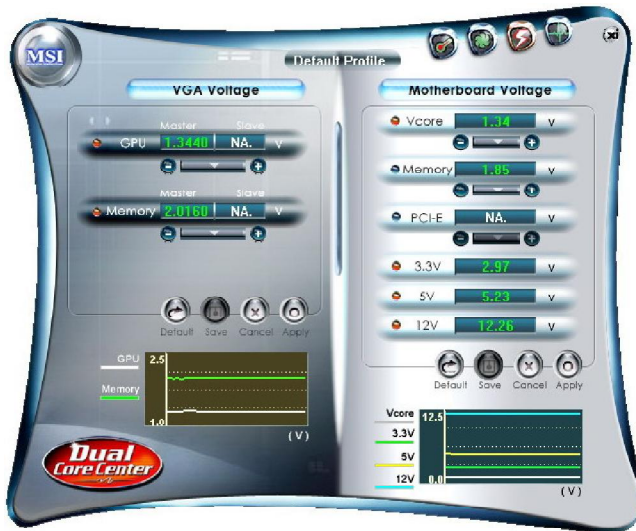 MSI
xi
Default Profile
VGA Voltage
Master Slave
GPU 1.3440 NA. V
Master Slave
Memory 2.0160 NA. V
Default Save Cancel Apply
GPU
Memory
2.5
1.0
(V)
Dual
Core Center
Motherboard Voltage
Vcore 1.34 V
Memory 1.85 V
PCI-E NA. V
3.3V 2.97 V
5V 5.23 V
12V 12.26 V
Default Save Cancel Apply
Vcore
3.3V
5V
12V
12.5
0.0
(V)